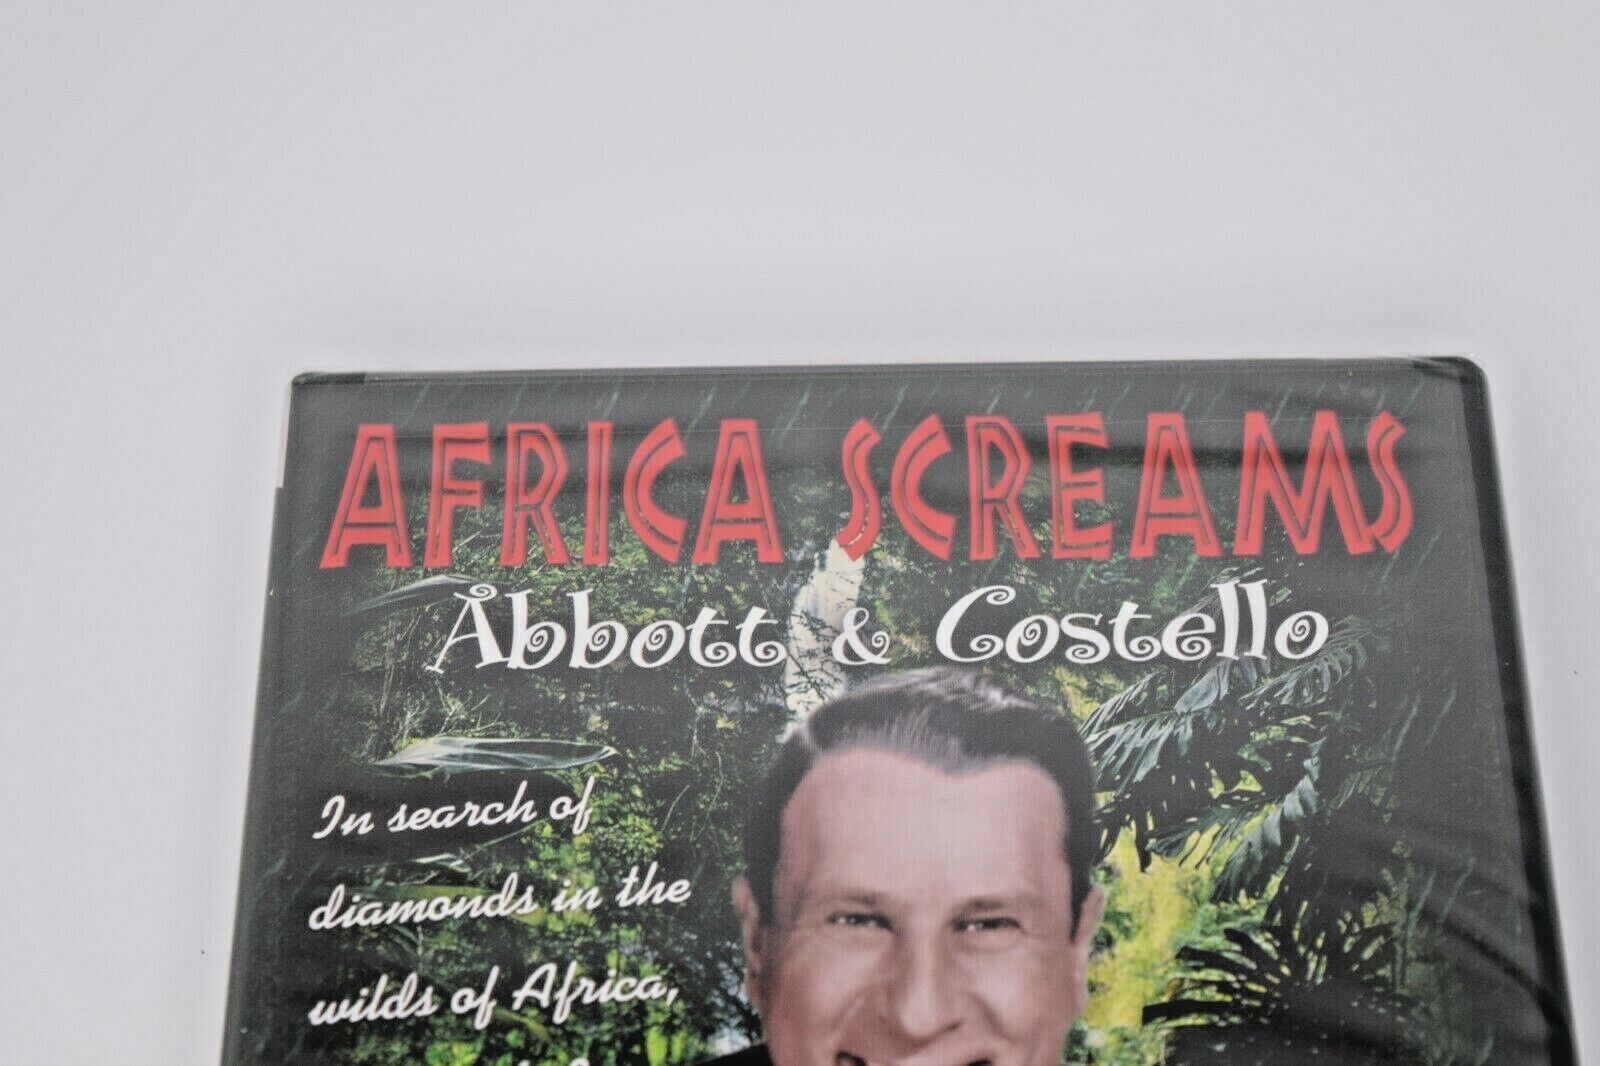 AFRICA SCREAMS
Abbott & Costello
In search of
diamonds in the
wilds of Africa,